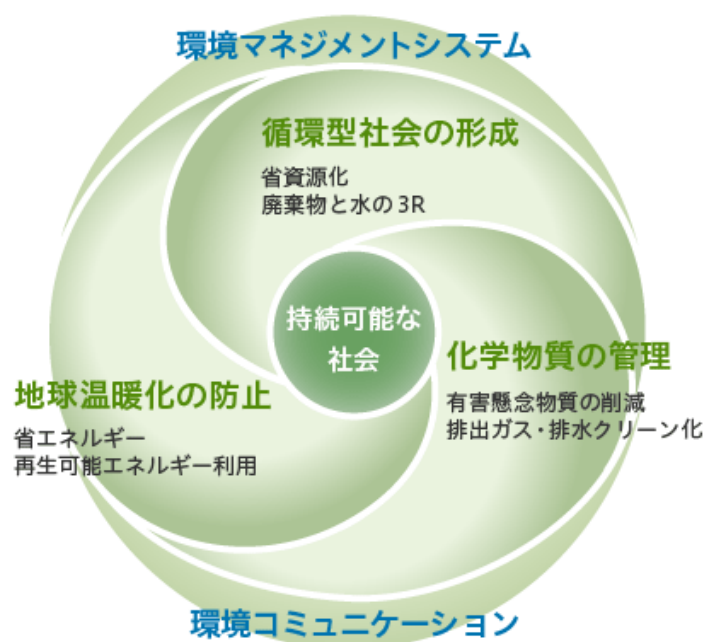 環境マネジメントシステム
循環型社会の形成
省資源化
廃棄物と水の3R
持続可能な
社会
化学物質の管理
有害懸念物質の削減
排出ガス・排水クリーン化
地球温暖化の防止
省エネルギー
再生可能エネルギー利用
環境コミュニケーション